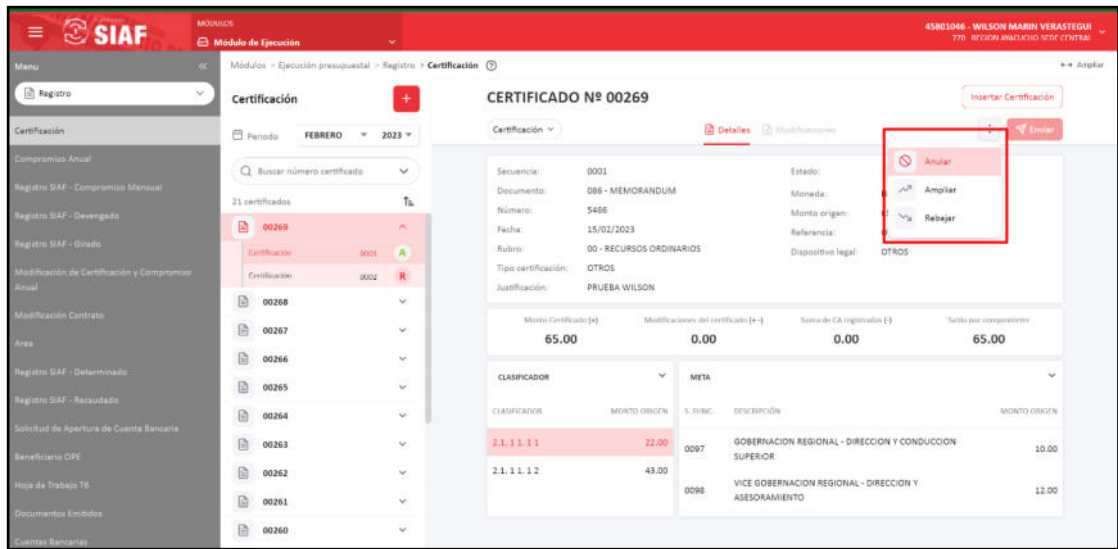 SIAF
MÓDULOS
Módulo de Ejecución
45801046 - WILSON MARIN VERASTEGUI
770 REGION AYACUCHO SEDE CENTRAL
Menu
Registro
Certificación
Compromiso Anual
Registro SIAF - Compromiso Mensual
Registro SIAF - Devengado
Registro SIAF - Girado
Modificación de Certificación y Compromiso
Anual
Modificación Contrato
Area
Registro SIAF - Determinado
Registro SIAF - Recaudado
Solicitud de Apertura de Cuenta Bancaria
Beneficiario OPE
Hoja de Trabajo T6
Documentos Emitidos
Cuentas Bancarias
Módulos > Ejecución presupuestal > Registro > Certificación
Ampliar
Certificación
Periodo FEBRERO 2023
Buscar número certificado
21 certificados
00269
Certificación 0001 A
Certificación 0002 R
00268
00267
00266
00265
00264
00263
00262
00261
00260
CERTIFICADO Nº 00269
Insertar Certificación
Certificación
Detalles
Modificaciones
Enviar
Anular
Ampliar
Rebajar
Secuencia: 0001
Documento: 086 - MEMORANDUM
Número: 5466
Fecha: 15/02/2023
Rubro: 00 - RECURSOS ORDINARIOS
Tipo certificación: OTROS
Justificación: PRUEBA WILSON
Estado:
Moneda:
Monto origen:
Referencia:
Dispositivo legal: OTROS
Monto Certificado (+)
65.00
Modificaciones del certificado (+ -)
0.00
Suma de CA registrados (-)
0.00
Saldo por comprometer
65.00
CLASIFICADOR
CLASIFICADOR MONTO ORIGEN
2.1. 1 1. 1 1 22.00
2.1. 1 1. 1 2 43.00
META
S. FUNC. DESCRIPCIÓN MONTO ORIGEN
0097 GOBERNACION REGIONAL - DIRECCION Y CONDUCCION
SUPERIOR 10.00
0098 VICE GOBERNACION REGIONAL - DIRECCION Y
ASESORAMIENTO 12.00